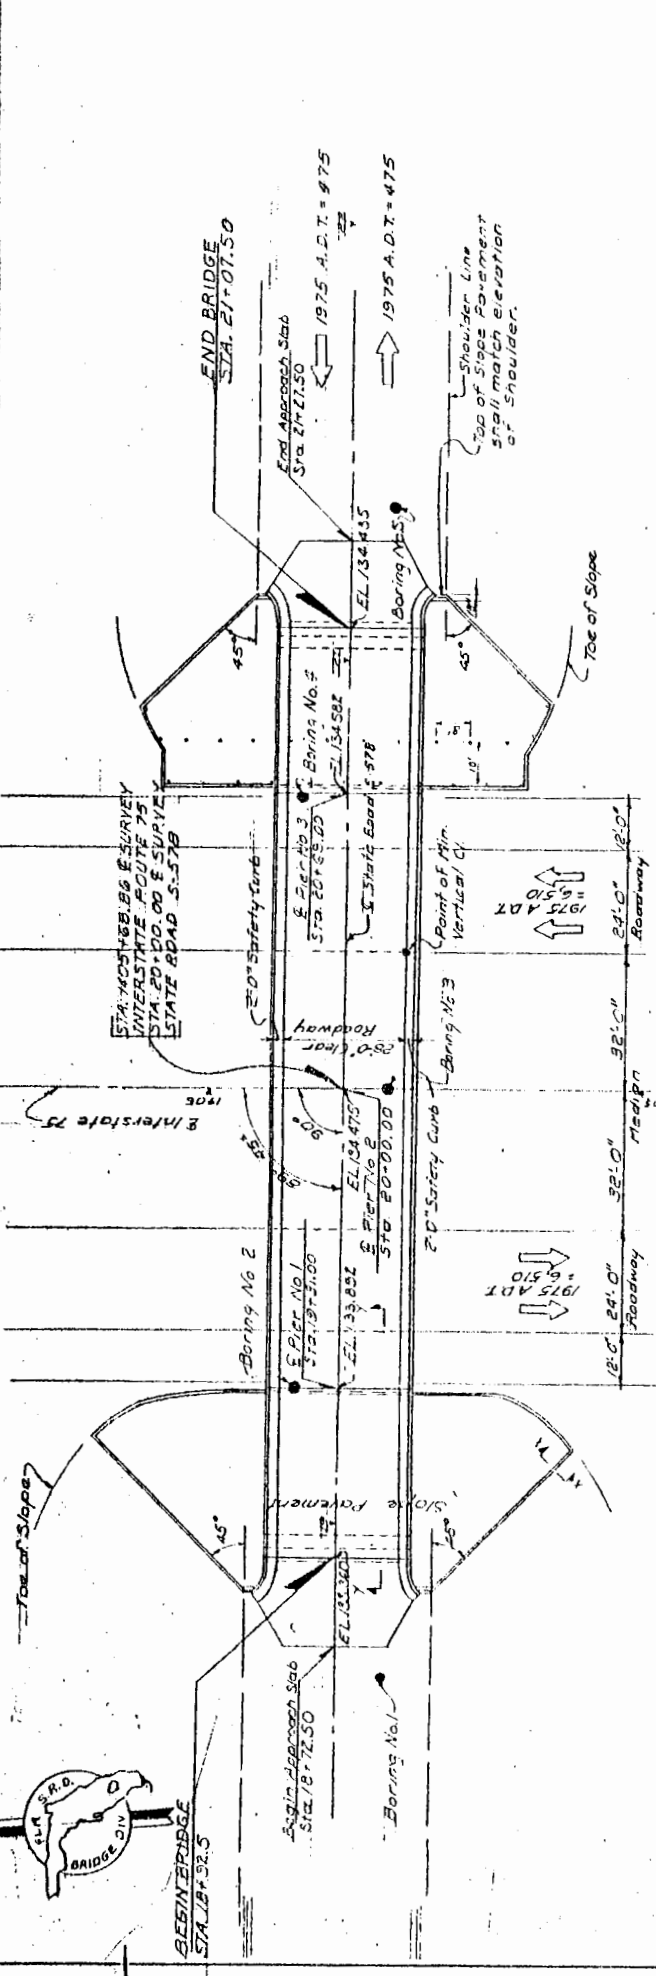 END BRIDGE
STA. 21+07.50
End Approach Slab
Sta 21+27.50
1975 A.D.T. = 475
1975 A.D.T. = 475
Shoulder Line
Top of Slope Pavement
shall match elevation
of Shoulder.
EL.134.435
Boring No.5
Toe of Slope
45°
45°
Boring No.4
EL.134.582
10'
℄ Pier No 3
Sta. 20+69.00
℄ State Road S-578
STA. 1405+68.86 ℄ SURVEY
INTERSTATE ROUTE 75
STA. 20+00.00 ℄ SURVEY
STATE ROAD S-578
2'-0" Safety Curb
Point of Min.
Vertical Cl.
1975 A.D.T.
= 6,510
12'-0"
24'-0"
Roadway
32'-0"
Median
32'-0"
24'-0"
Roadway
12'-0"
26'-0" Clear
Roadway
Boring No 3
℄ Interstate 75
90°
EL.134.475
℄ Pier No 2
Sta. 20+00.00
2'-0" Safety Curb
1975 A.D.T.
= 6,510
Boring No 2
℄ Pier No 1
Sta. 19+31.00
EL.133.892
Slope Pavement
Toe of Slope
45°
45°
Begin Approach Slab
Sta 18+72.50
Boring No.1
BEGIN BRIDGE
STA. 18+92.5
FLA. S.R.D.
BRIDGE DIV